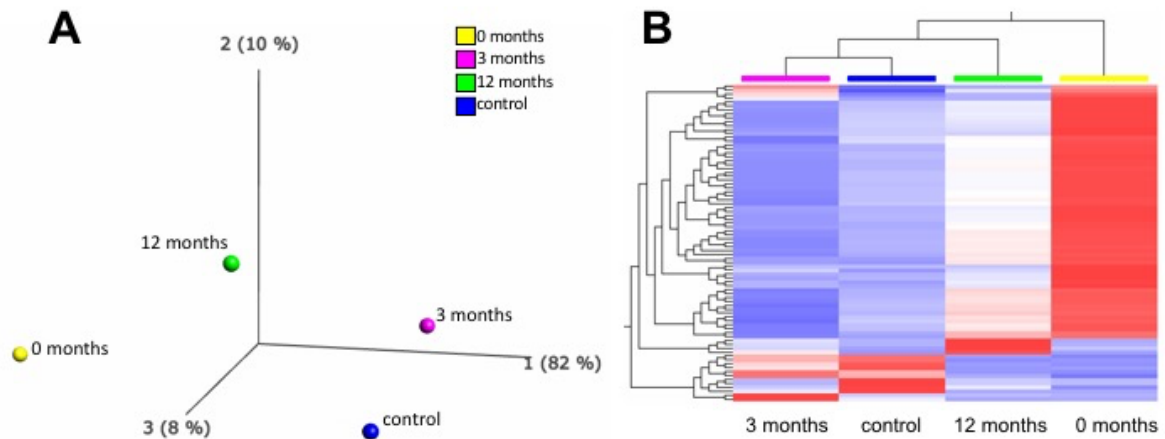 A
2 (10 %)
0 months
3 months
12 months
control
12 months
3 months
0 months
1 (82 %)
3 (8 %)
control
B
3 months
control
12 months
0 months